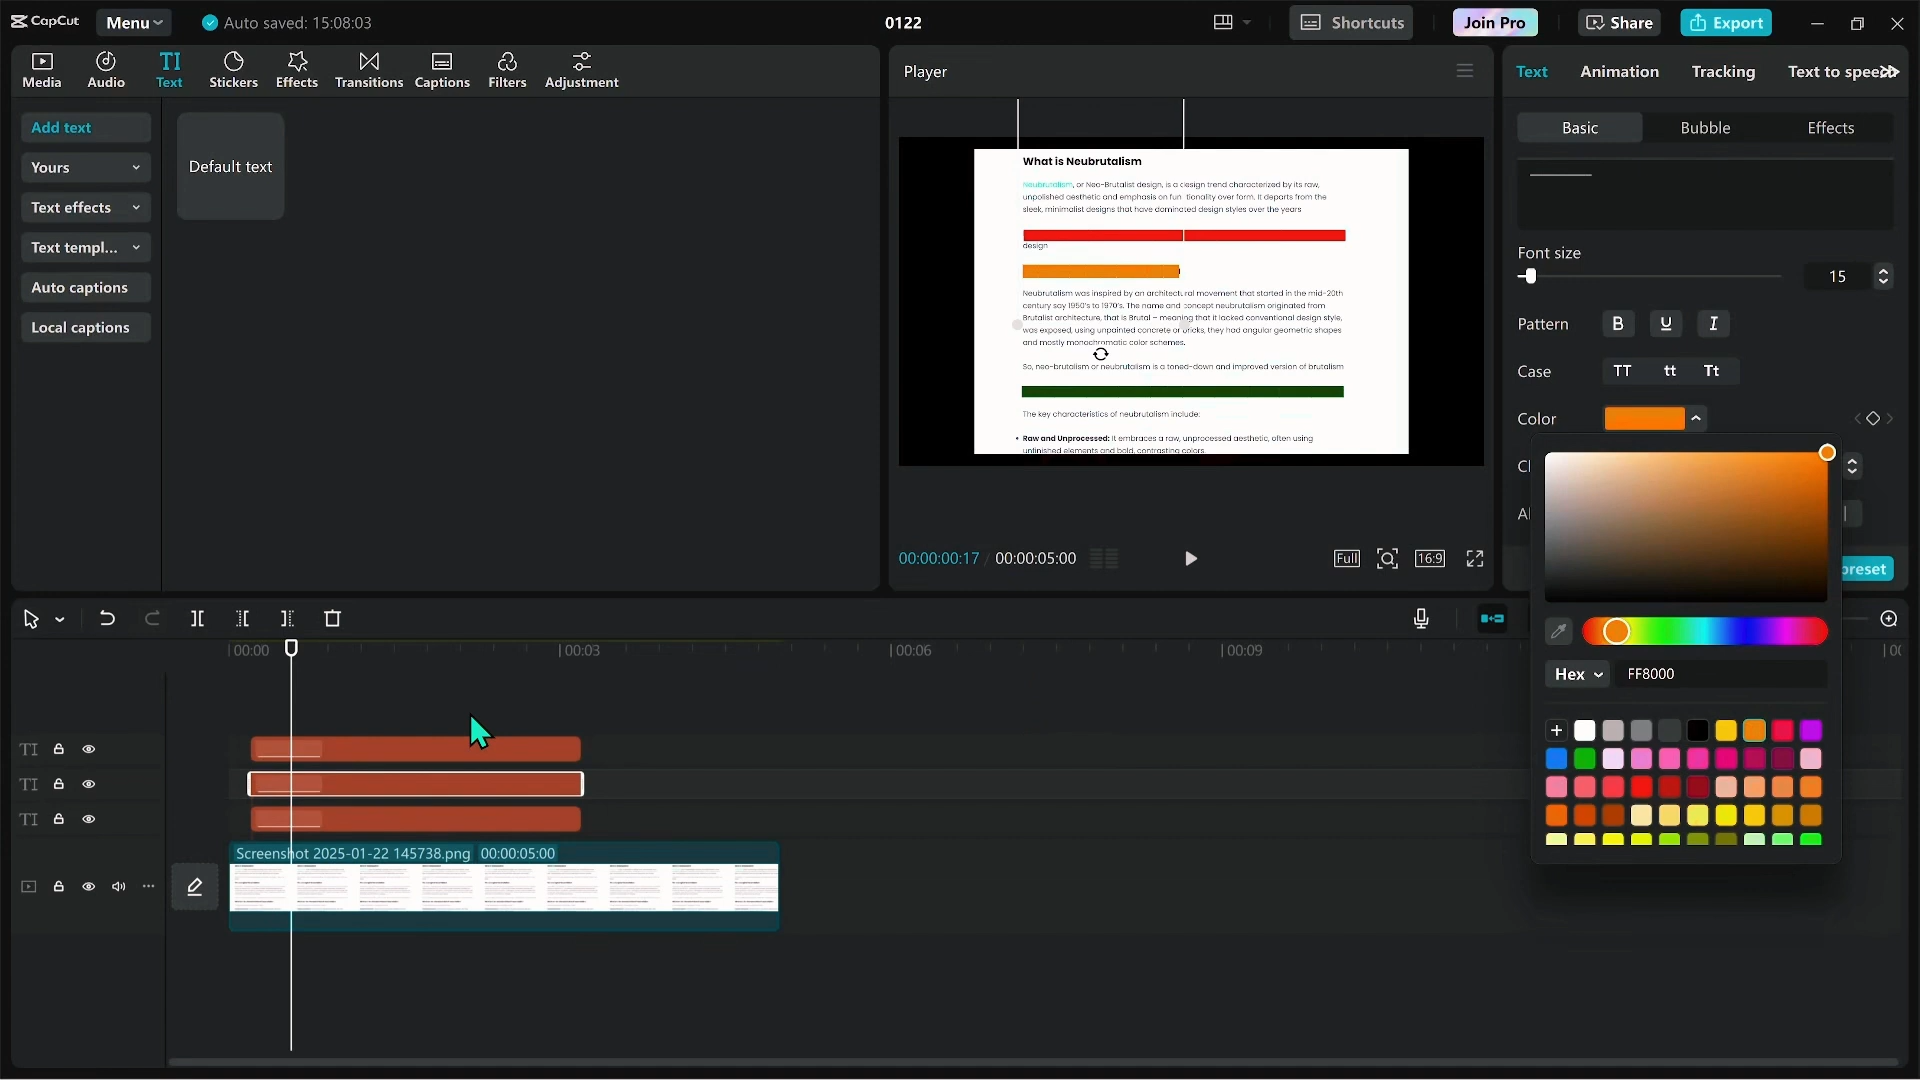 CapCut
Menu
Auto saved: 15:08:03
0122
Shortcuts
Join Pro
Share
Export
Media
Audio
TI
Text
Stickers
Effects
Transitions
Captions
Filters
Adjustment
Add text
Yours
Text effects
Text templ...
Auto captions
Local captions
Default text
Player
What is Neubrutalism
Neubrutalism, or Neo-Brutalist design, is a design trend characterized by its raw,
unpolished aesthetic and emphasis on fun tionality over form. It departs from the
sleek, minimalist designs that have dominated design styles over the years
design
Neubrutalism was inspired by an architectural movement that started in the mid-20th
century say 1950's to 1970's. The name and concept neubrutalism originated from
Brutalist architecture, that is Brutal – meaning that it lacked conventional design style,
was exposed, using unpainted concrete or bricks, they had angular geometric shapes
and mostly monochromatic color schemes.
So, neo-brutalism or neubrutalism is a toned-down and improved version of brutalism
The key characteristics of neubrutalism include:
• Raw and Unprocessed: It embraces a raw, unprocessed aesthetic, often using
unfinished elements and bold, contrasting colors.
00:00:00:17 / 00:00:05:00
Full
16:9
Text
Animation
Tracking
Text to speech
Basic
Bubble
Effects
Font size
15
Pattern
B
U
I
Case
TT
tt
Tt
Color
preset
Hex
FF8000
00:00
00:03
00:06
00:09
TI
TI
TI
Screenshot 2025-01-22 145738.png 00:00:05:00